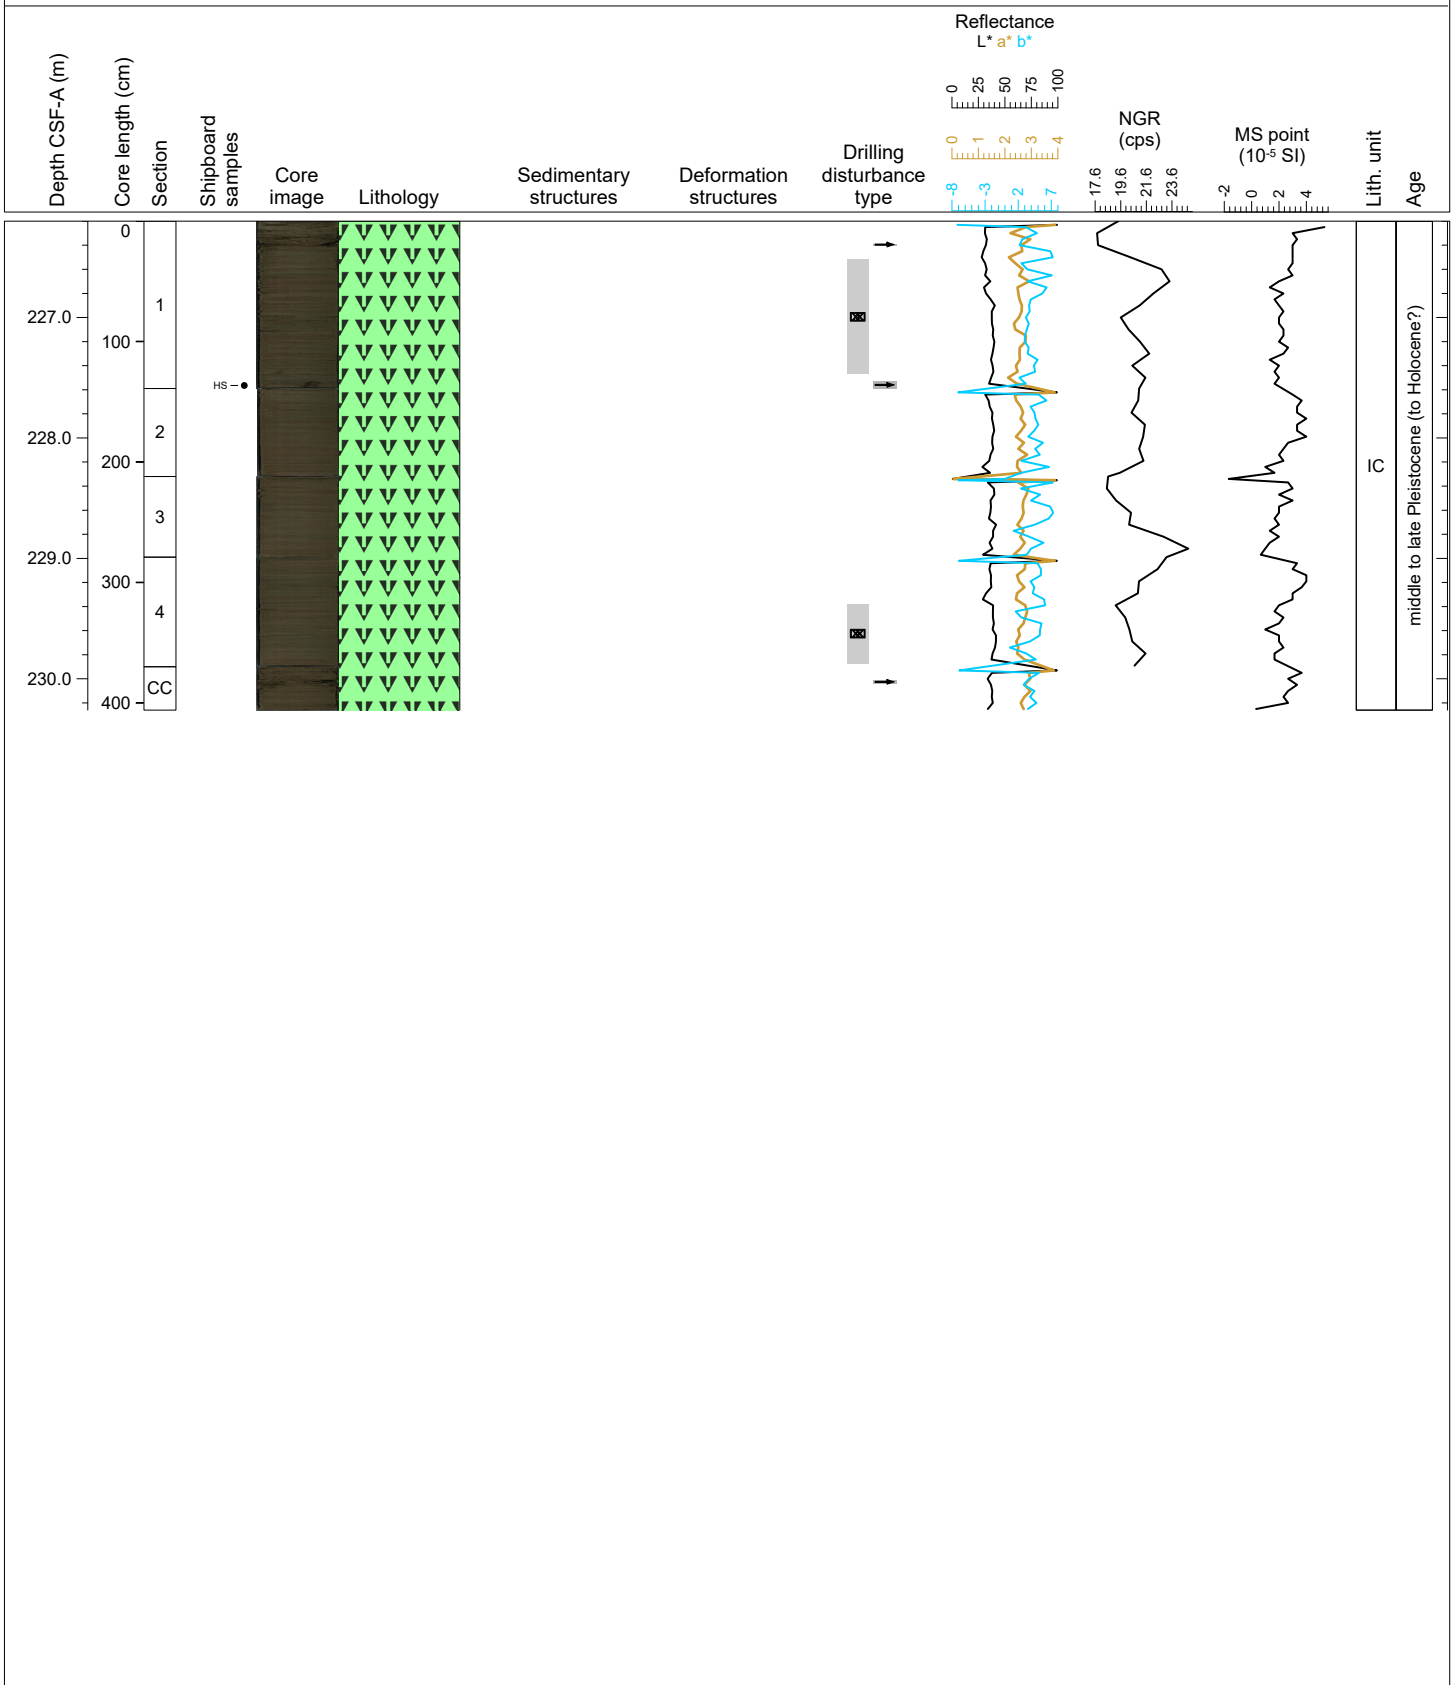 Depth CSF-A (m)
Core length (cm)
Section
Shipboard
samples
Core
image
Lithology
Sedimentary
structures
Deformation
structures
Drilling
disturbance
type
Reflectance
L* a* b*
0 25 50 75 100
0 1 2 3 4
-8 -3 2 7
NGR
(cps)
17.6 19.6 21.6 23.6
MS point
(10⁻⁵ SI)
-2 0 2 4
Lith. unit
Age
0
1
227.0
100
HS
2
228.0
200
3
229.0
300
4
230.0
CC
400
IC
middle to late Pleistocene (to Holocene?)